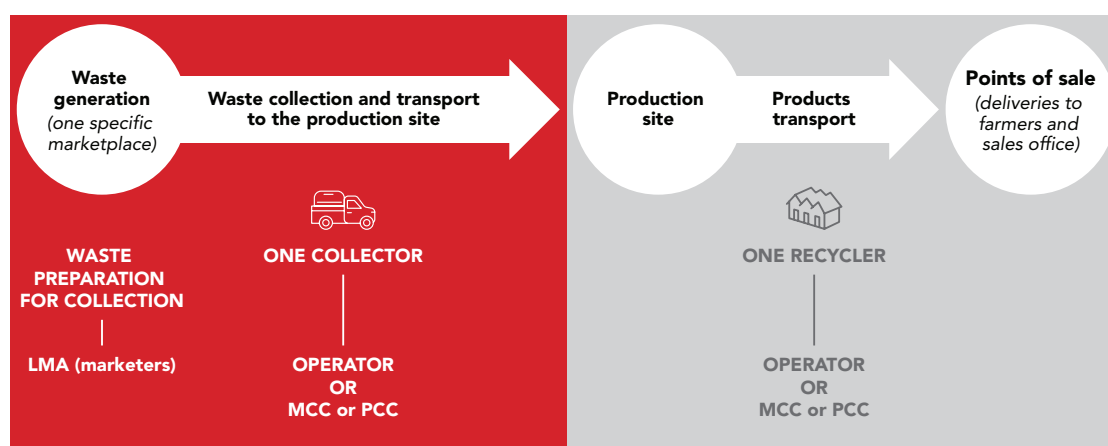 Waste
generation
(one specific
marketplace)
Waste collection and transport
to the production site
Production
site
Products
transport
Points of sale
(deliveries to
farmers and
sales office)
WASTE
PREPARATION
FOR COLLECTION
LMA (marketers)
ONE COLLECTOR
OPERATOR
OR
MCC or PCC
ONE RECYCLER
OPERATOR
OR
MCC or PCC